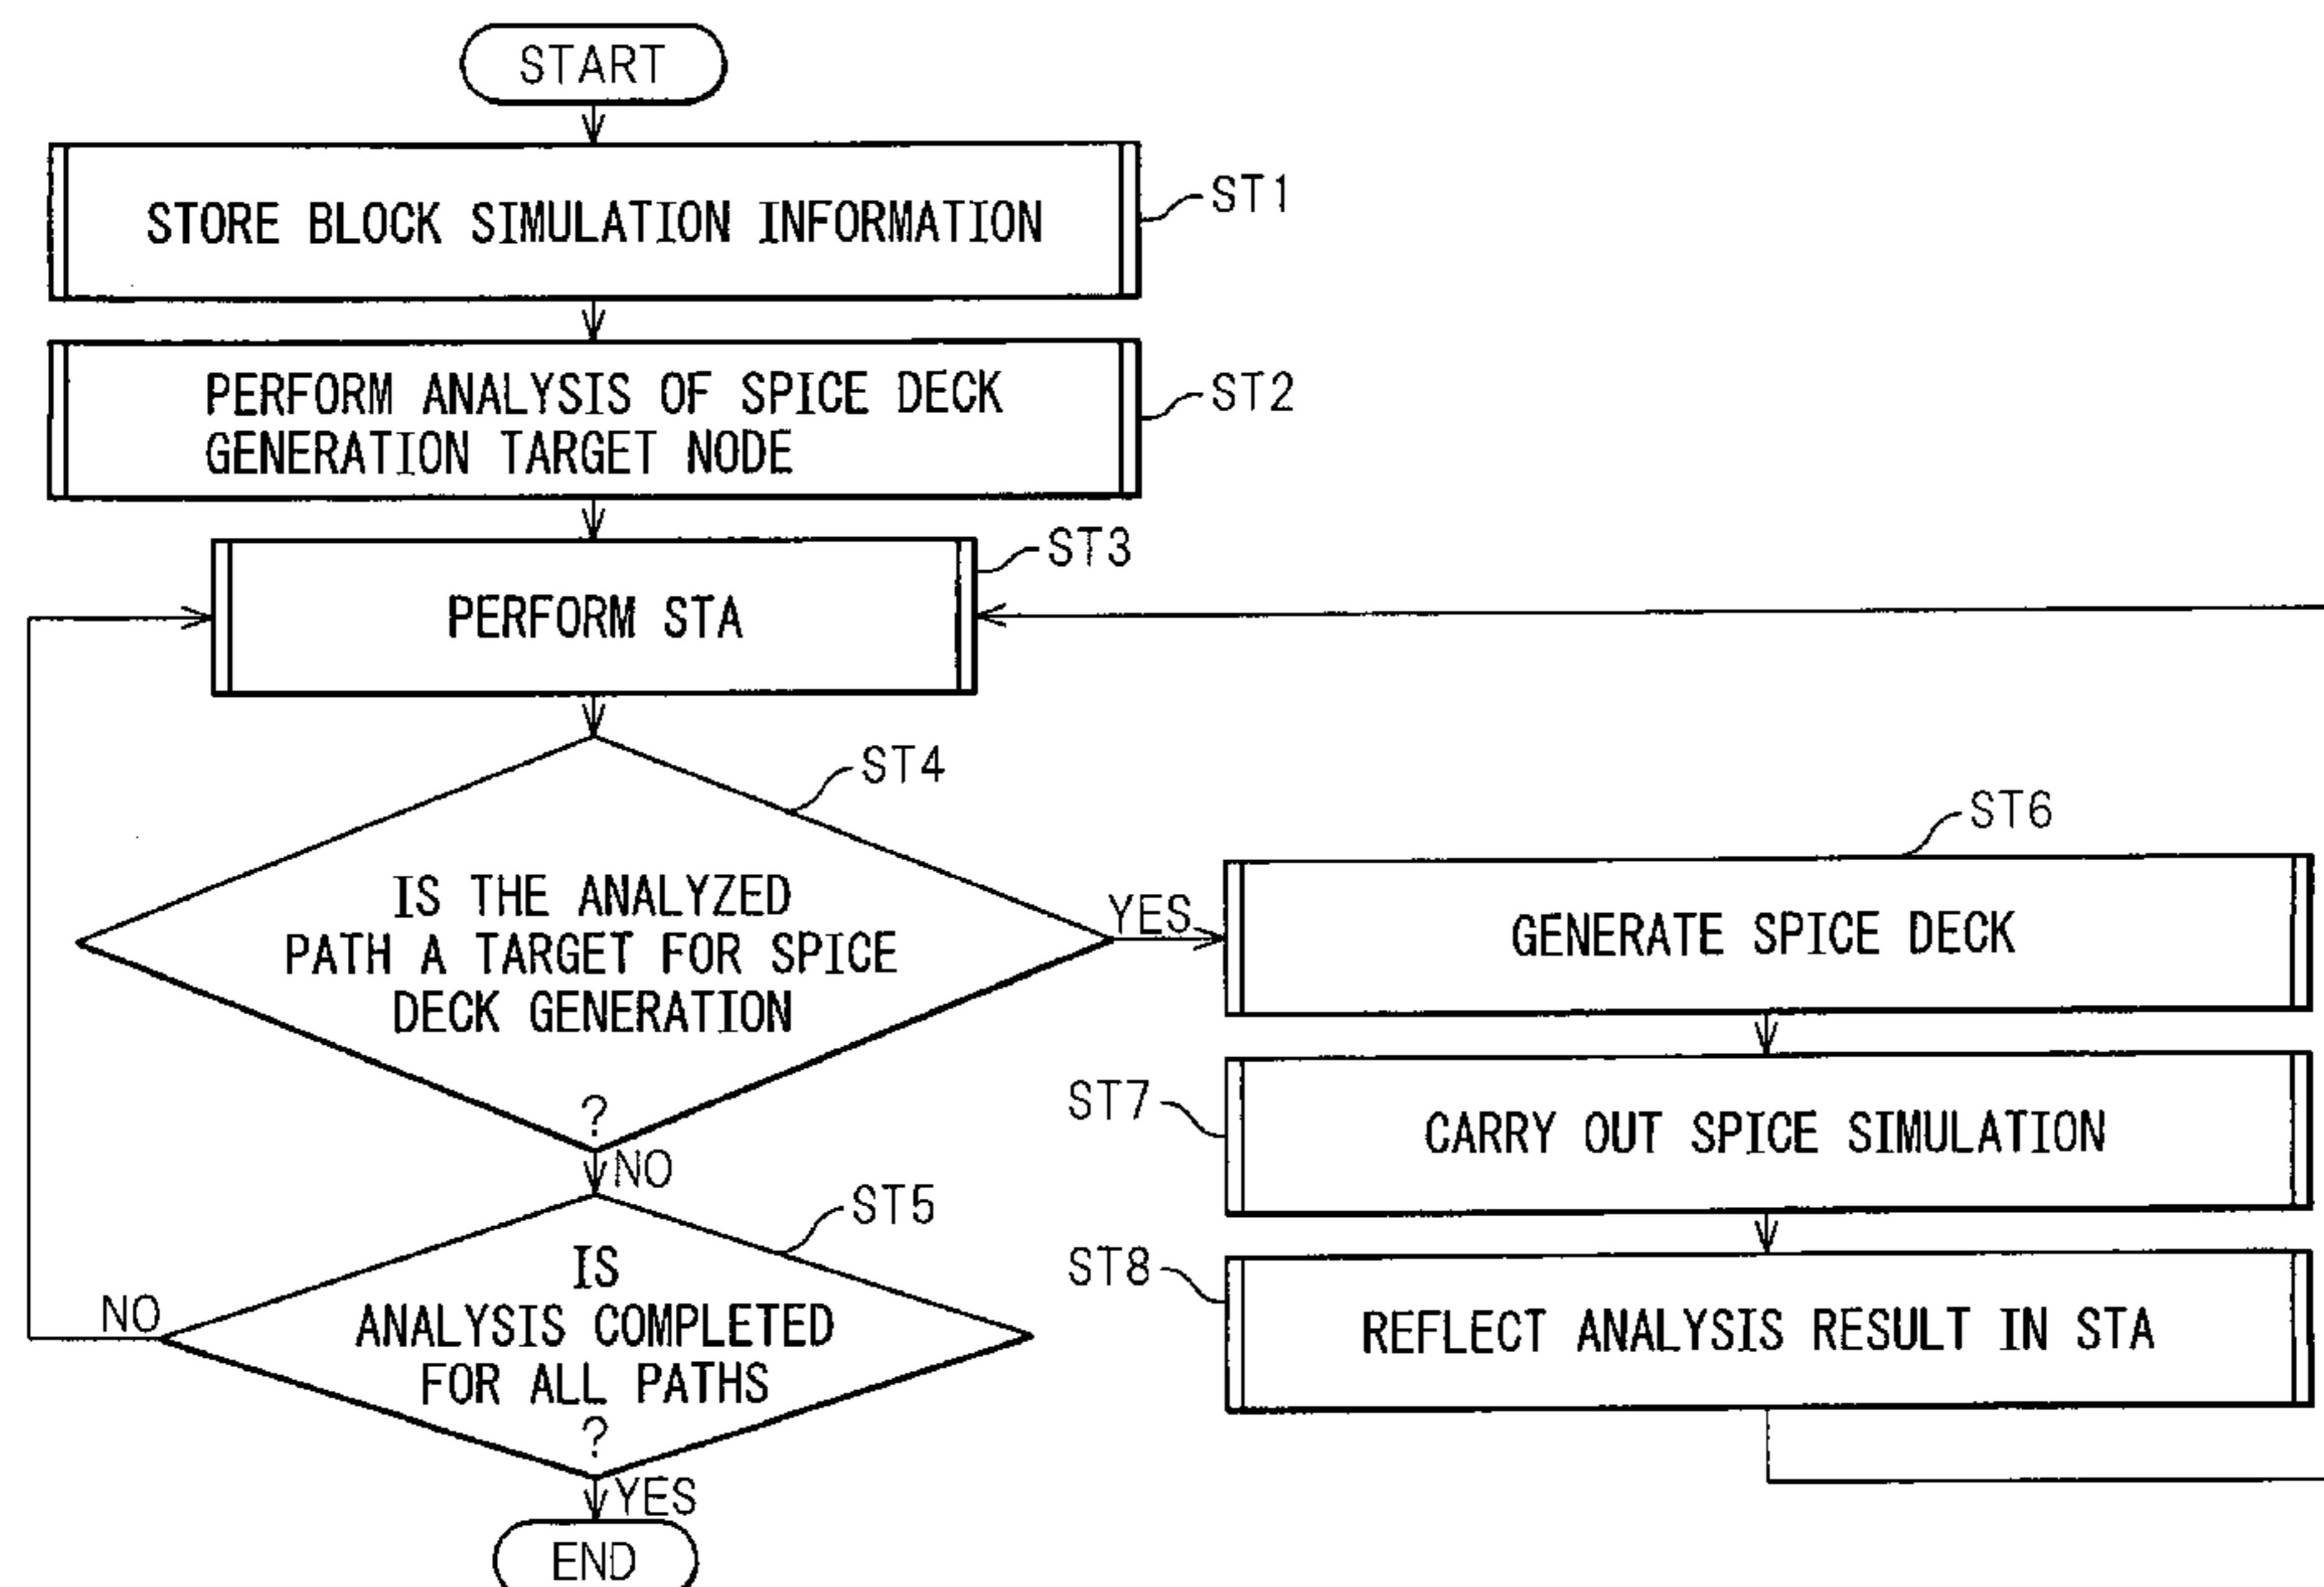 START
STORE BLOCK SIMULATION INFORMATION
ST1
PERFORM ANALYSIS OF SPICE DECK
GENERATION TARGET NODE
ST2
PERFORM STA
ST3
IS THE ANALYZED
PATH A TARGET FOR SPICE
DECK GENERATION
?
ST4
YES
NO
IS
ANALYSIS COMPLETED
FOR ALL PATHS
?
ST5
NO
YES
END
GENERATE SPICE DECK
ST6
CARRY OUT SPICE SIMULATION
ST7
REFLECT ANALYSIS RESULT IN STA
ST8